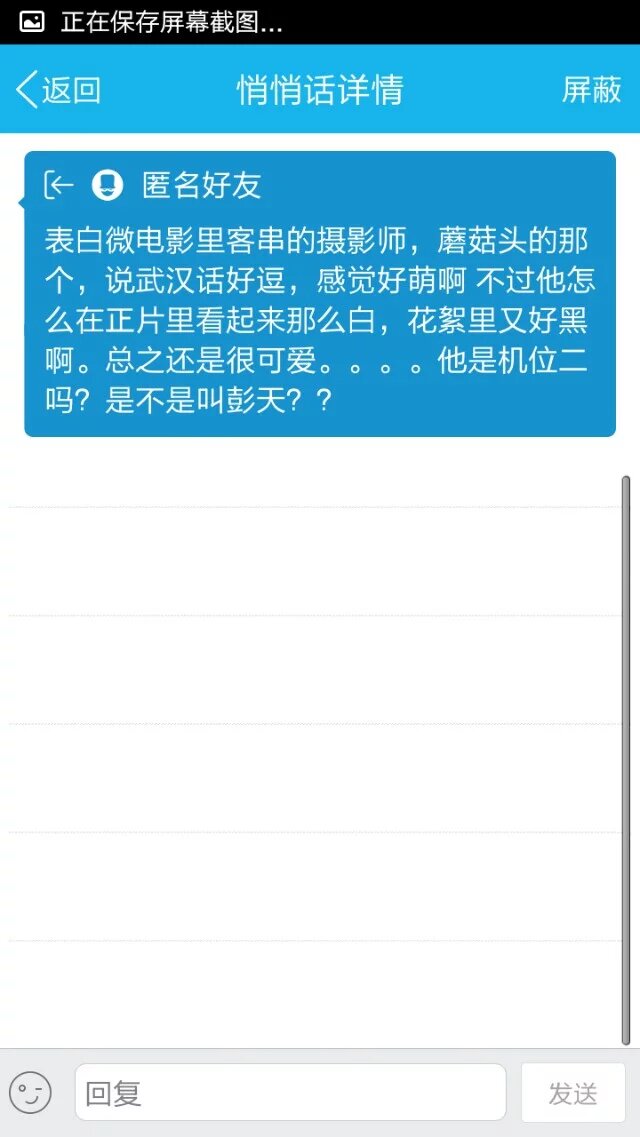 正在保存屏幕截图...
返回 悄悄话详情 屏蔽
匿名好友
表白微电影里客串的摄影师，蘑菇头的那
个，说武汉话好逗，感觉好萌啊 不过他怎
么在正片里看起来那么白，花絮里又好黑
啊。总之还是很可爱。。。。他是机位二
吗？是不是叫彭天？？
回复 发送